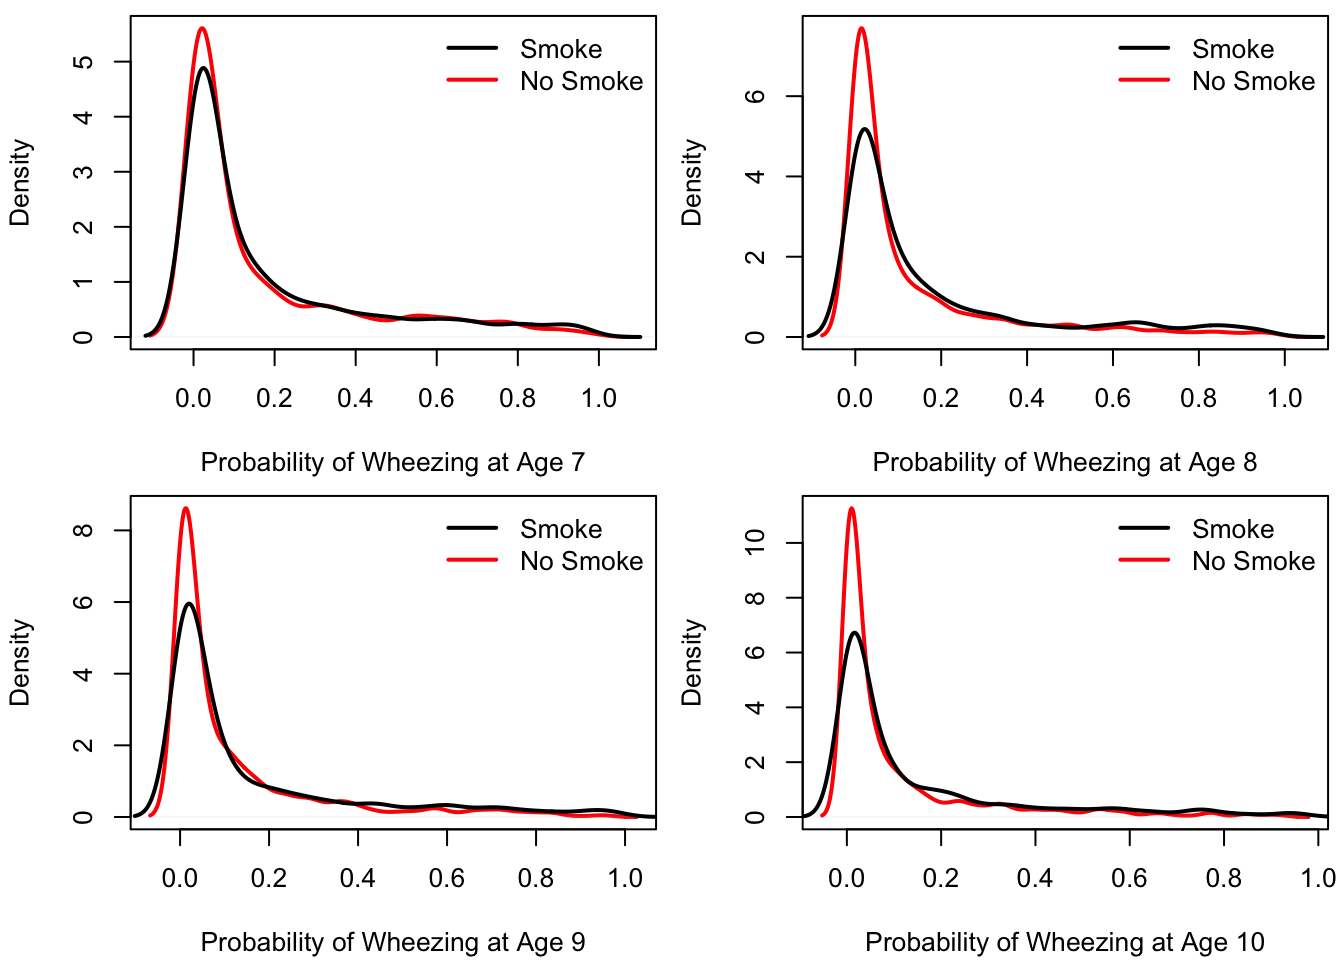 Smoke
No Smoke
Density
0 1 2 3 4 5
0.0 0.2 0.4 0.6 0.8 1.0
Probability of Wheezing at Age 7
Smoke
No Smoke
Density
0 2 4 6
0.0 0.2 0.4 0.6 0.8 1.0
Probability of Wheezing at Age 8
Smoke
No Smoke
Density
0 2 4 6 8
0.0 0.2 0.4 0.6 0.8 1.0
Probability of Wheezing at Age 9
Smoke
No Smoke
Density
0 2 4 6 8 10
0.0 0.2 0.4 0.6 0.8 1.0
Probability of Wheezing at Age 10